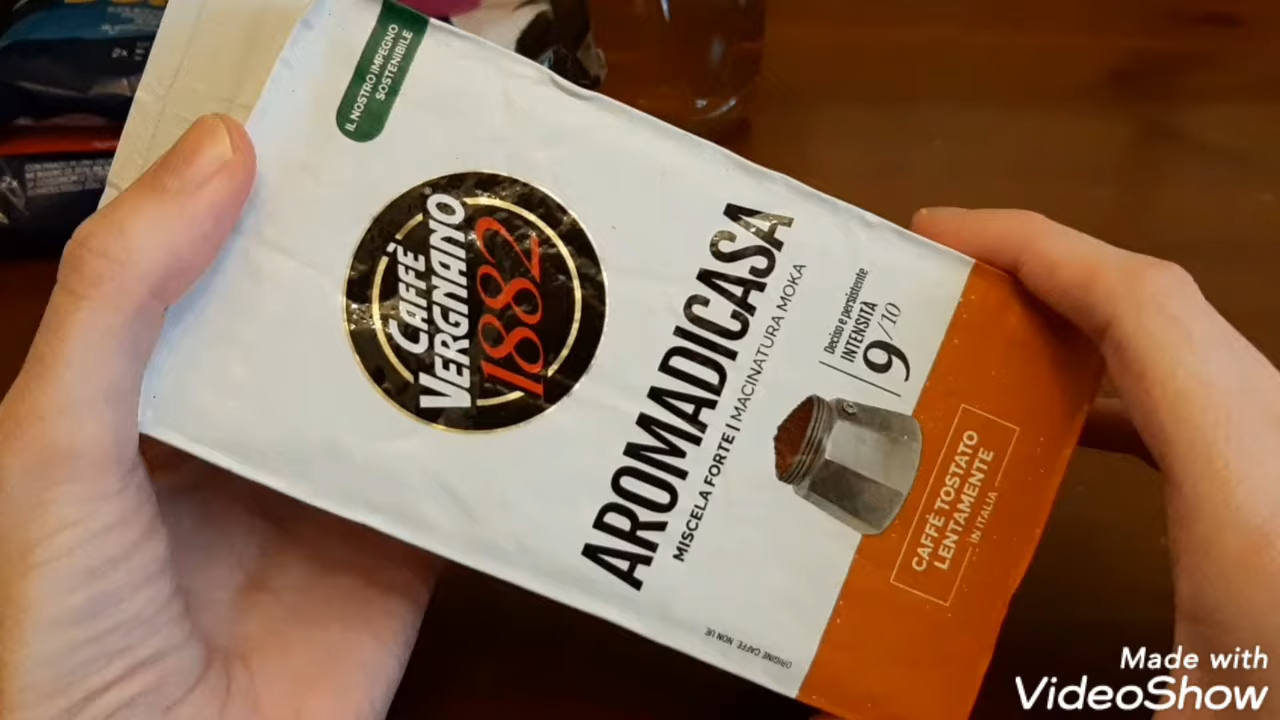 IL NOSTRO IMPEGNO
SOSTENIBILE
CAFFÈ
VERGNANO®
1882
AROMADICASA
MISCELA FORTE | MACINATURA MOKA
Deciso e persistente
INTENSITÀ
9/10
CAFFÈ TOSTATO
LENTAMENTE
IN ITALIA
ORIGINE CAFFÈ: NON UE
Made with
VideoShow